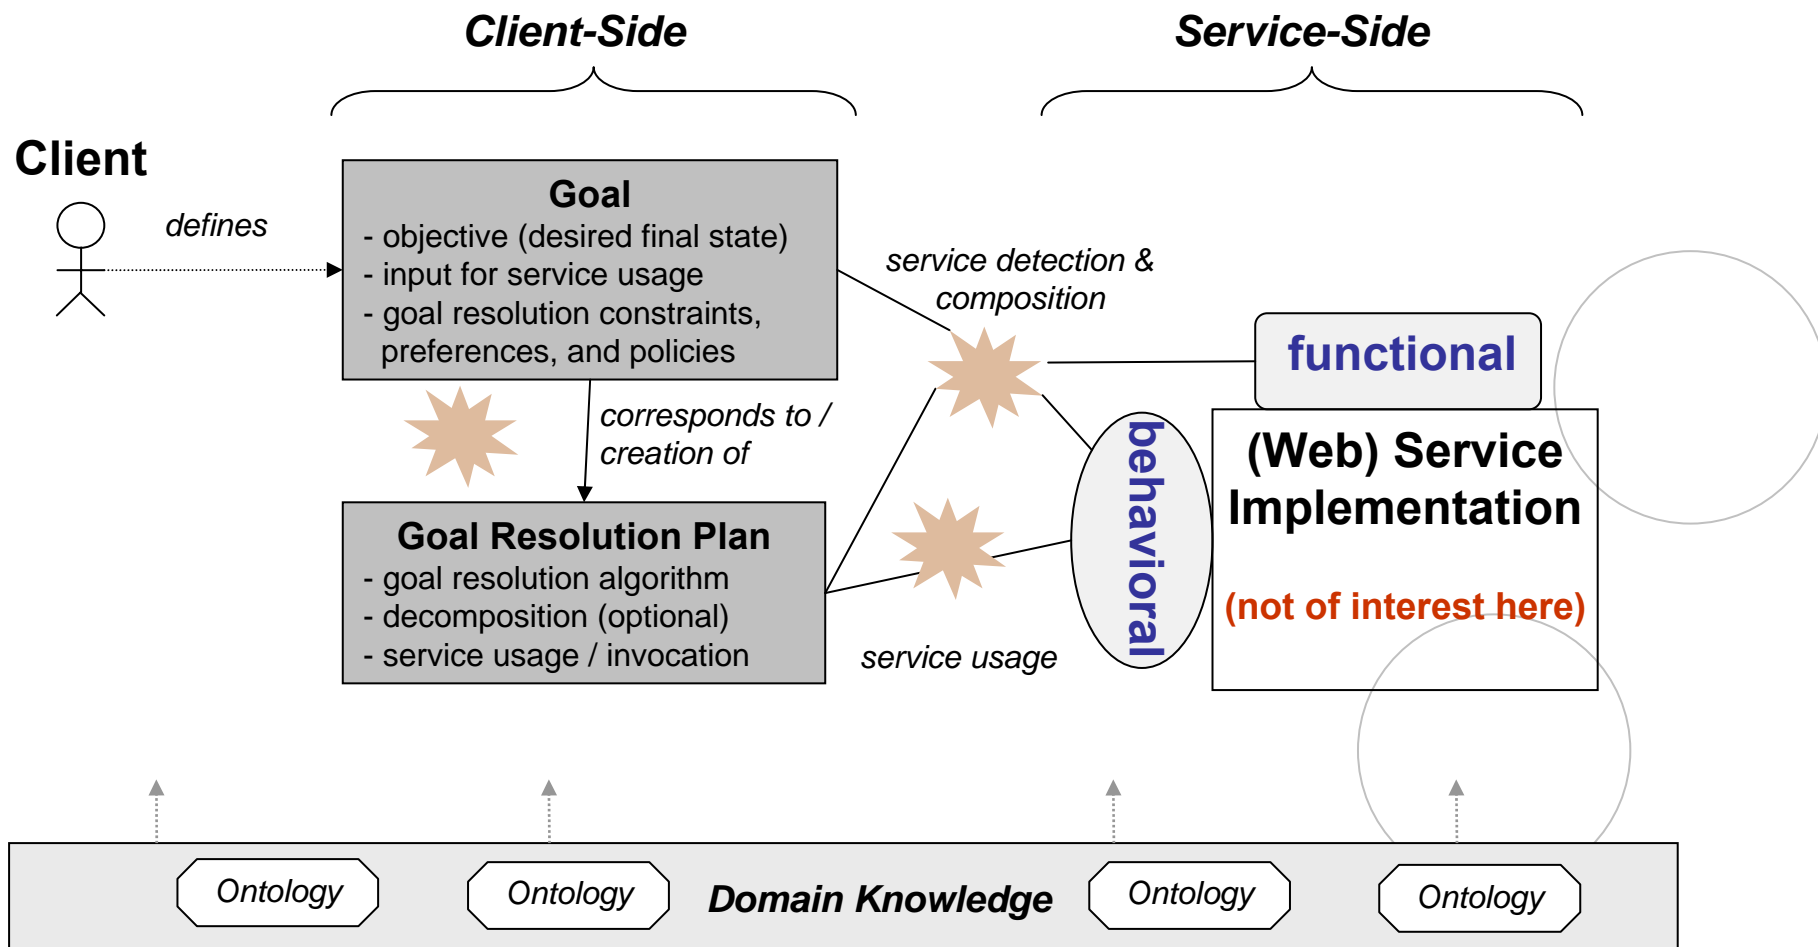 Client-Side
Service-Side
Client
defines
Goal
- objective (desired final state)
- input for service usage
- goal resolution constraints,
preferences, and policies
service detection &
composition
functional
corresponds to /
creation of
behavioral
(Web) Service
Implementation
(not of interest here)
Goal Resolution Plan
- goal resolution algorithm
- decomposition (optional)
- service usage / invocation
service usage
Ontology
Ontology
Domain Knowledge
Ontology
Ontology